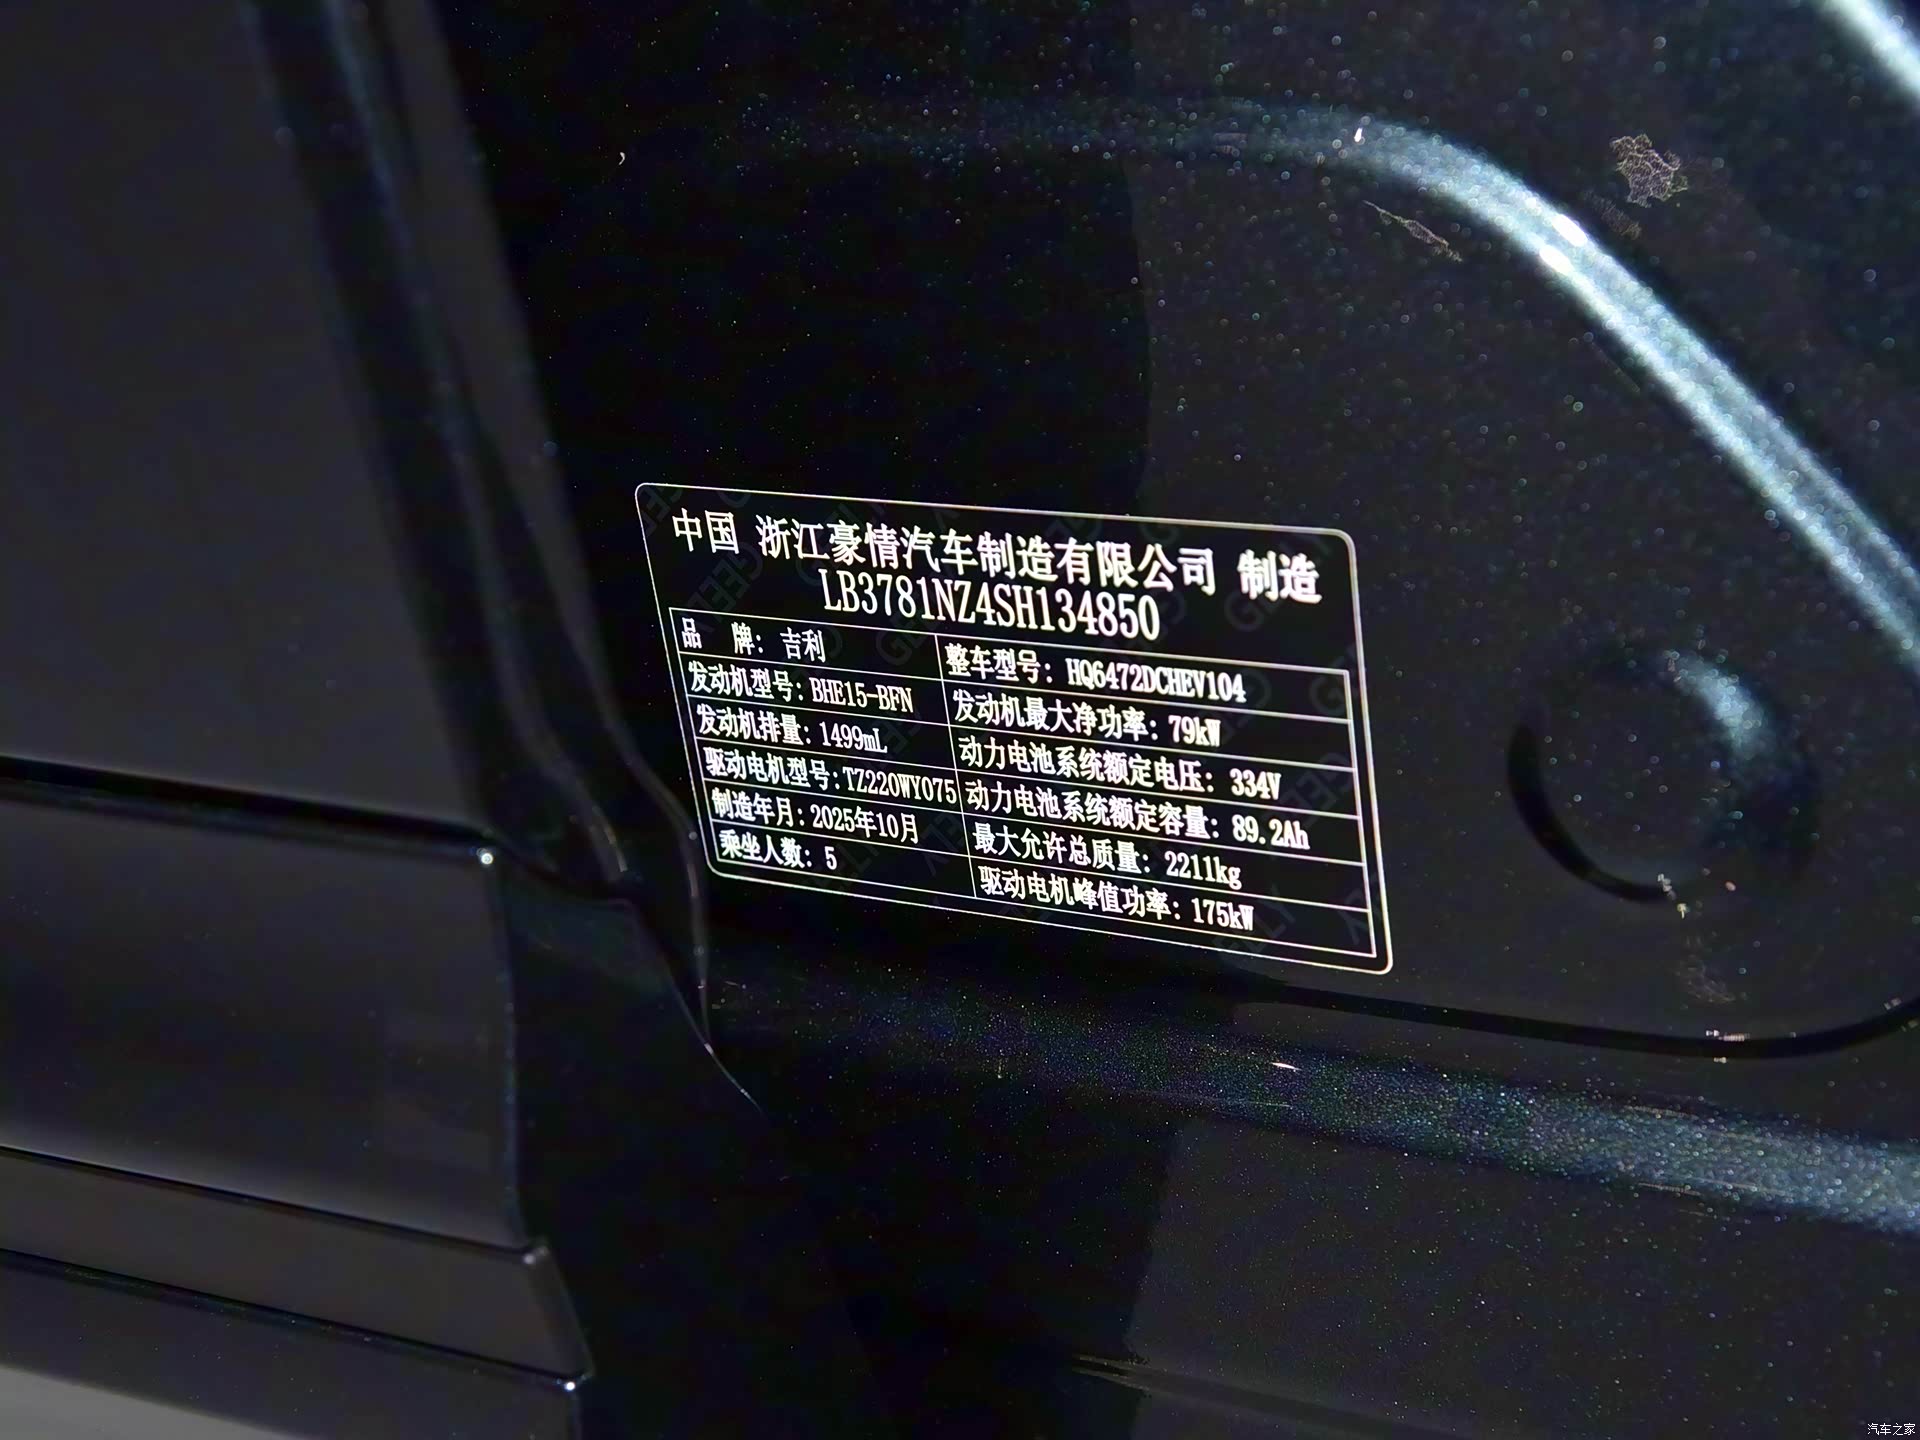 中国 浙江豪情汽车制造有限公司 制造
LB3781NZ4SH134850
品 牌：吉利
整车型号：HQ6472DCHEV104
发动机型号：BHE15-BFN
发动机最大净功率：79kW
发动机排量：1499mL
动力电池系统额定电压：334V
驱动电机型号：TZ220WY075
动力电池系统额定容量：89.2Ah
制造年月：2025年10月
最大允许总质量：2211kg
乘坐人数：5
驱动电机峰值功率：175kW
汽车之家